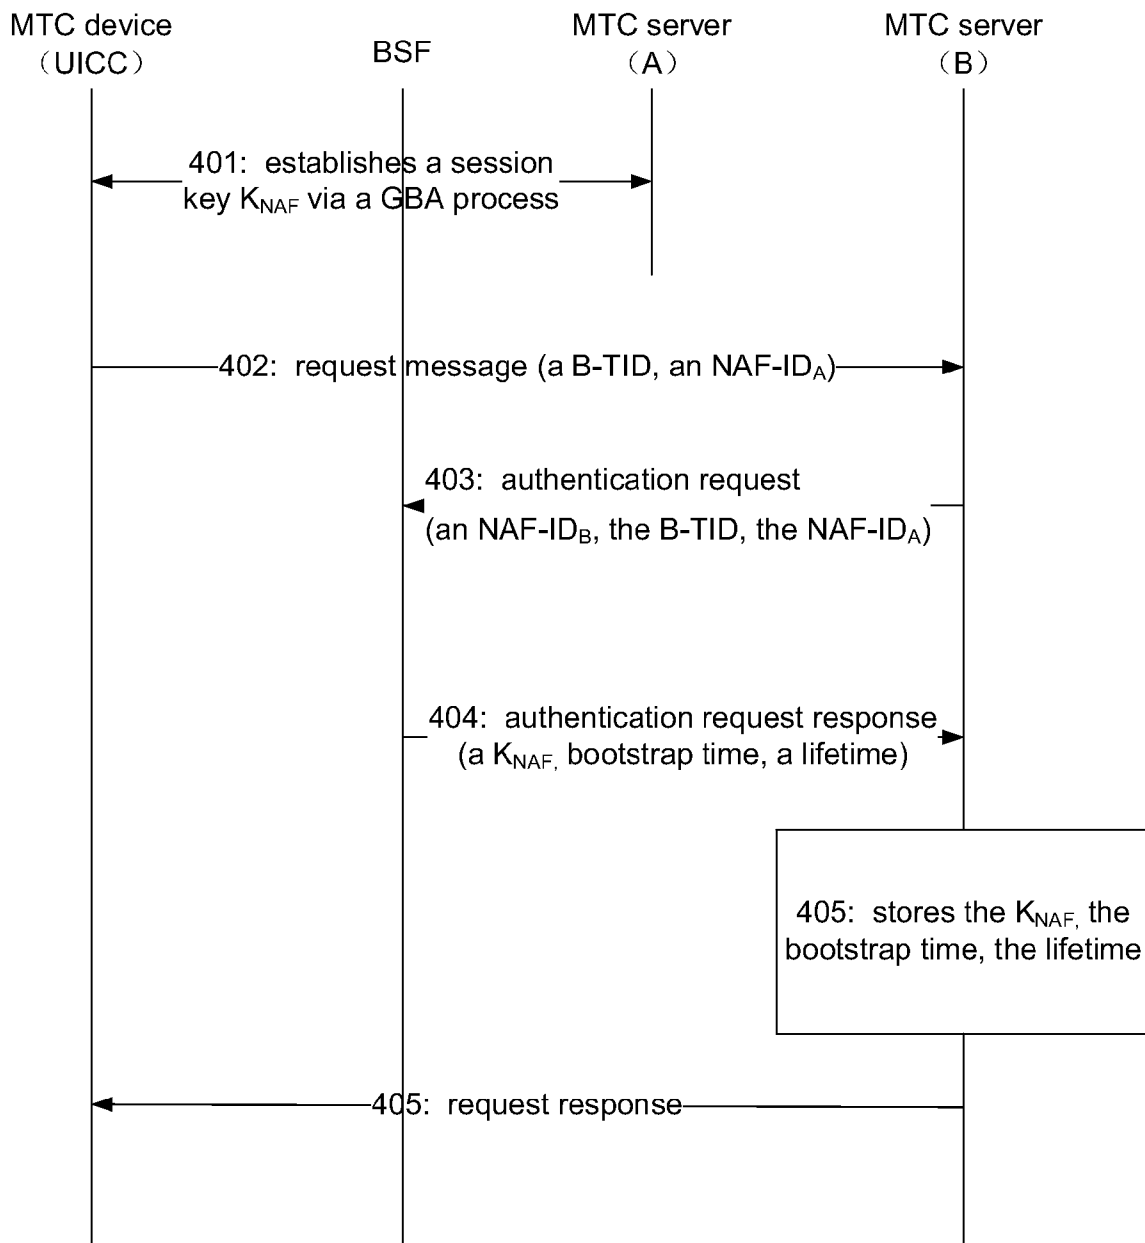 MTC device
（UICC）
BSF
MTC server
（A）
MTC server
（B）
401: establishes a session
key KNAF via a GBA process
402: request message (a B-TID, an NAF-IDA)
403: authentication request
(an NAF-IDB, the B-TID, the NAF-IDA)
404: authentication request response
(a KNAF, bootstrap time, a lifetime)
405: stores the KNAF, the
bootstrap time, the lifetime
405: request response